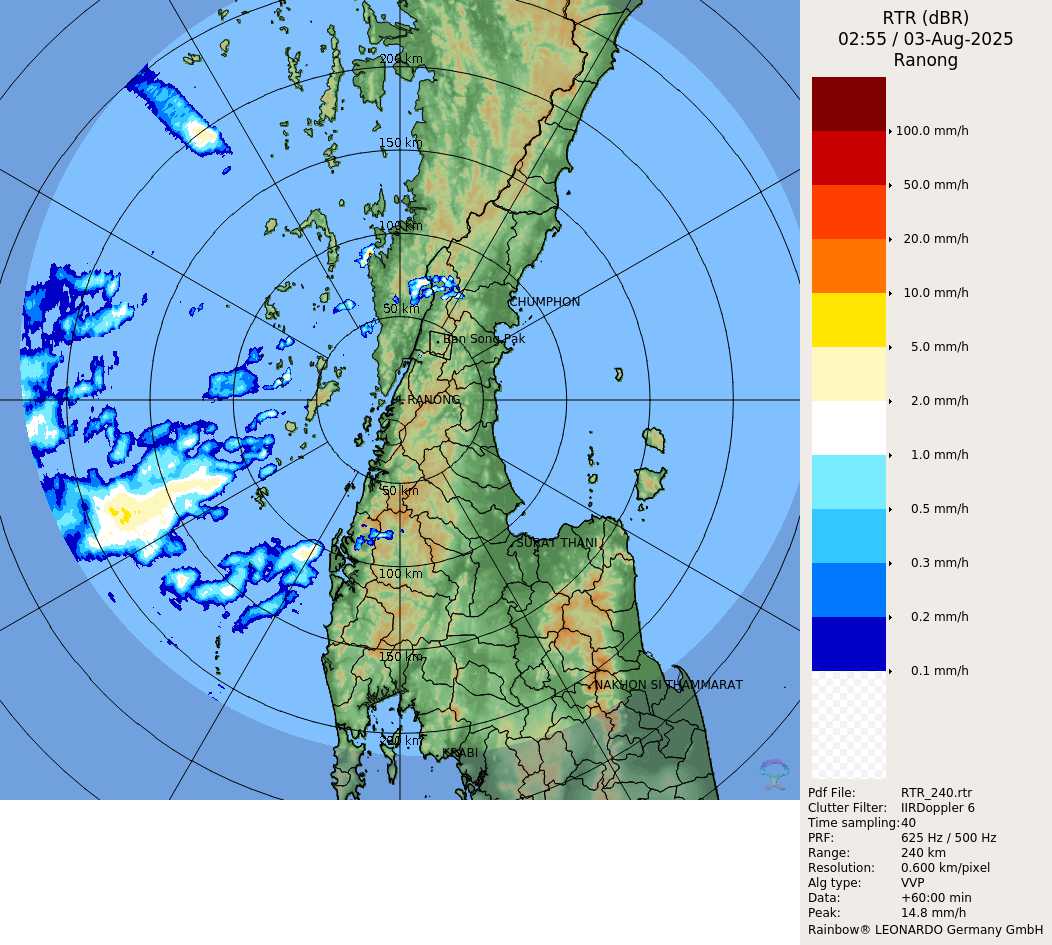 RTR (dBR)
02:55 / 03-Aug-2025
Ranong
100.0 mm/h
50.0 mm/h
20.0 mm/h
10.0 mm/h
5.0 mm/h
2.0 mm/h
1.0 mm/h
0.5 mm/h
0.3 mm/h
0.2 mm/h
0.1 mm/h
200 km
150 km
100 km
50 km
CHUMPHON
Ban Song Pak
RANONG
50 km
SURAT THANI
100 km
150 km
NAKHON SI THAMMARAT
200 km
KRABI
Pdf File: RTR_240.rtr
Clutter Filter: IIRDoppler 6
Time sampling: 40
PRF: 625 Hz / 500 Hz
Range: 240 km
Resolution: 0.600 km/pixel
Alg type: VVP
Data: +60:00 min
Peak: 14.8 mm/h
Rainbow® LEONARDO Germany GmbH